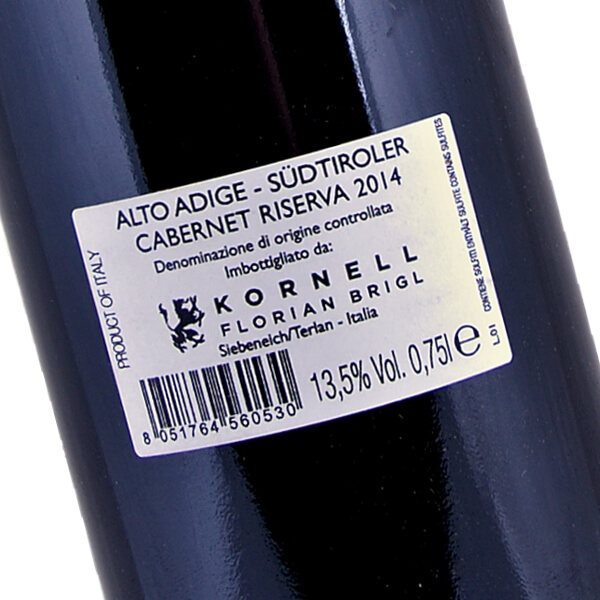 ALTO ADIGE - SÜDTIROLER
CABERNET RISERVA 2014
Denominazione di origine controllata
Imbottigliato da:
KORNELL
FLORIAN BRIGL
Siebeneich/Terlan - Italia
13,5% Vol. 0,75l e
8 051764 560530
PRODUCT OF ITALY
CONTIENE SOLFITI ENTHÄLT SULFITE CONTAINS SULFITES
L.01